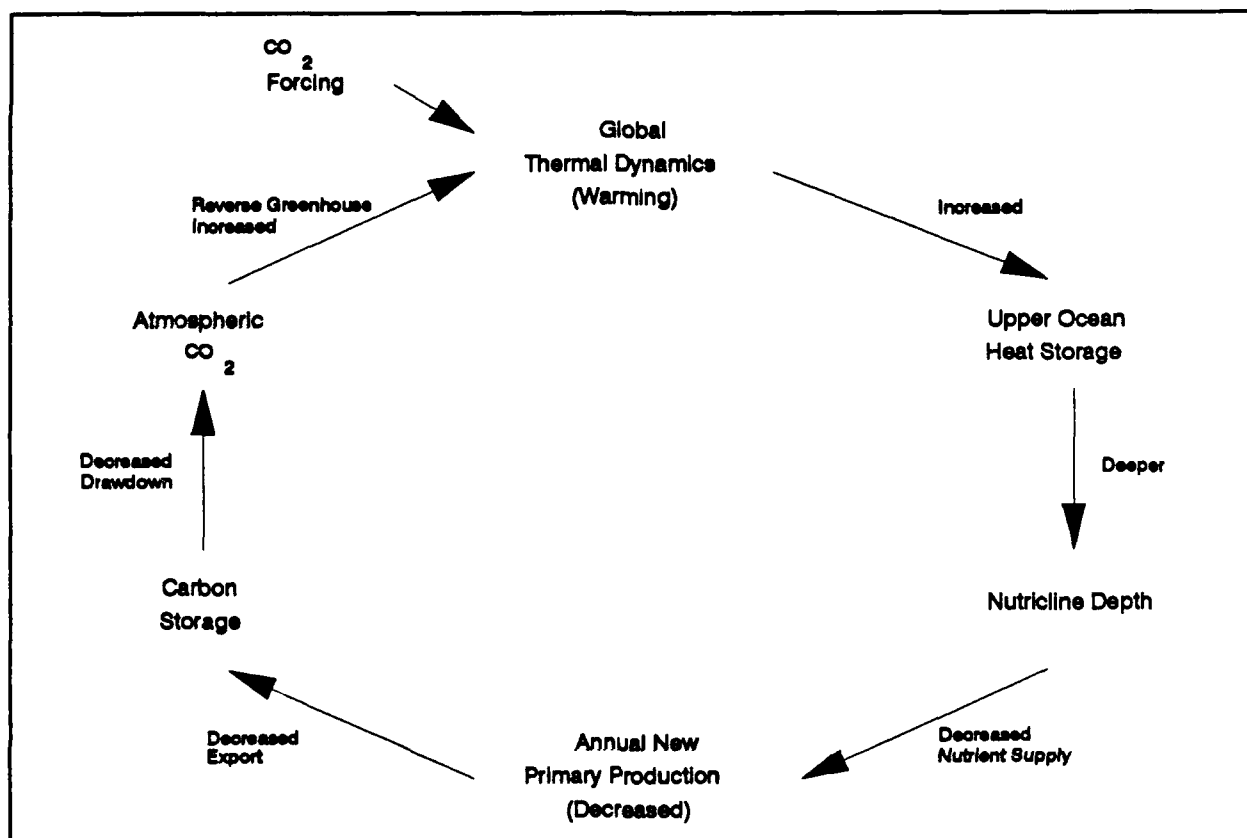 CO
2
Forcing
Global
Thermal Dynamics
(Warming)
Reverse Greenhouse
Increased
Increased
Atmospheric
CO
2
Upper Ocean
Heat Storage
Decreased
Drawdown
Deeper
Carbon
Storage
Nutricline Depth
Decreased
Export
Annual New
Primary Production
(Decreased)
Decreased
Nutrient Supply